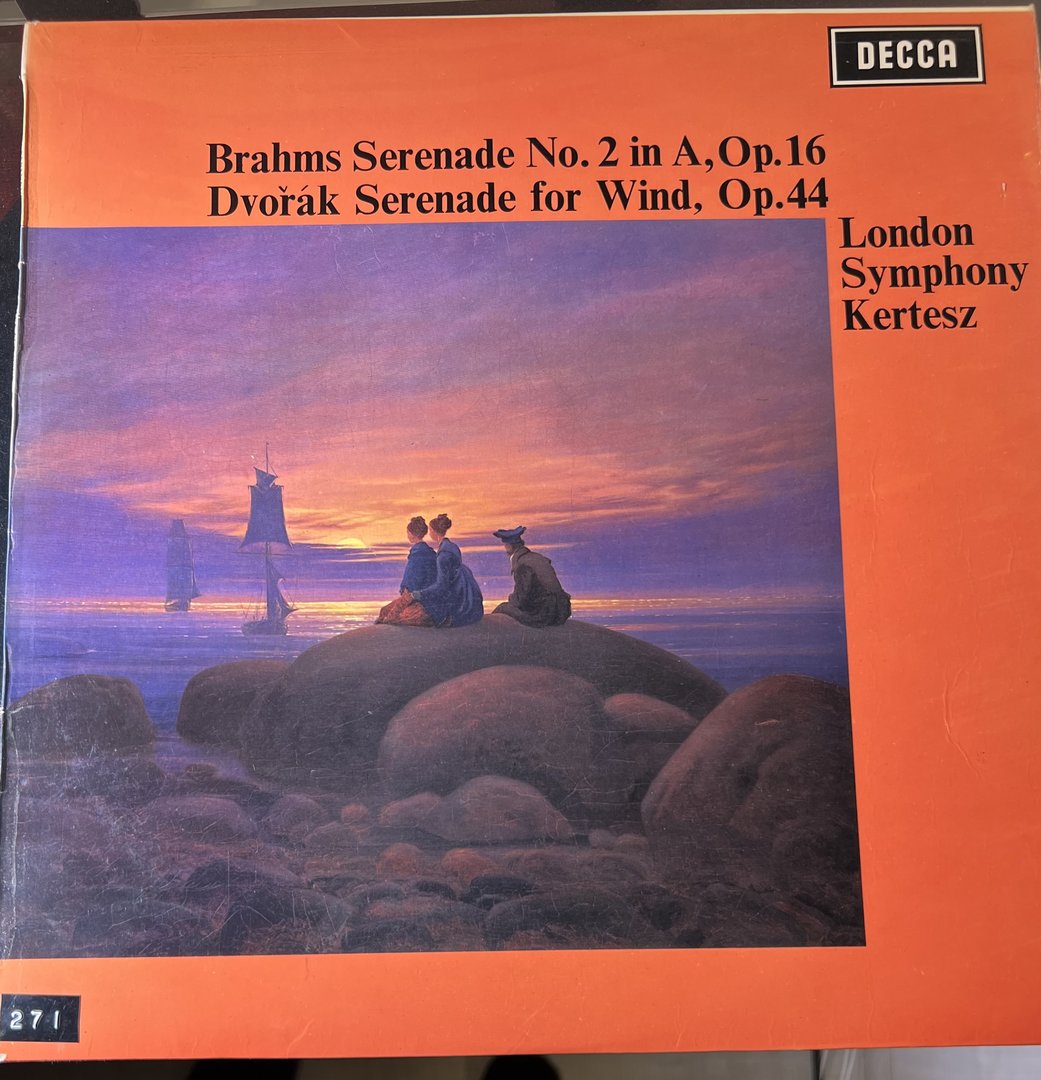 DECCA
Brahms Serenade No. 2 in A, Op. 16
Dvořák Serenade for Wind, Op. 44
London
Symphony
Kertesz
271